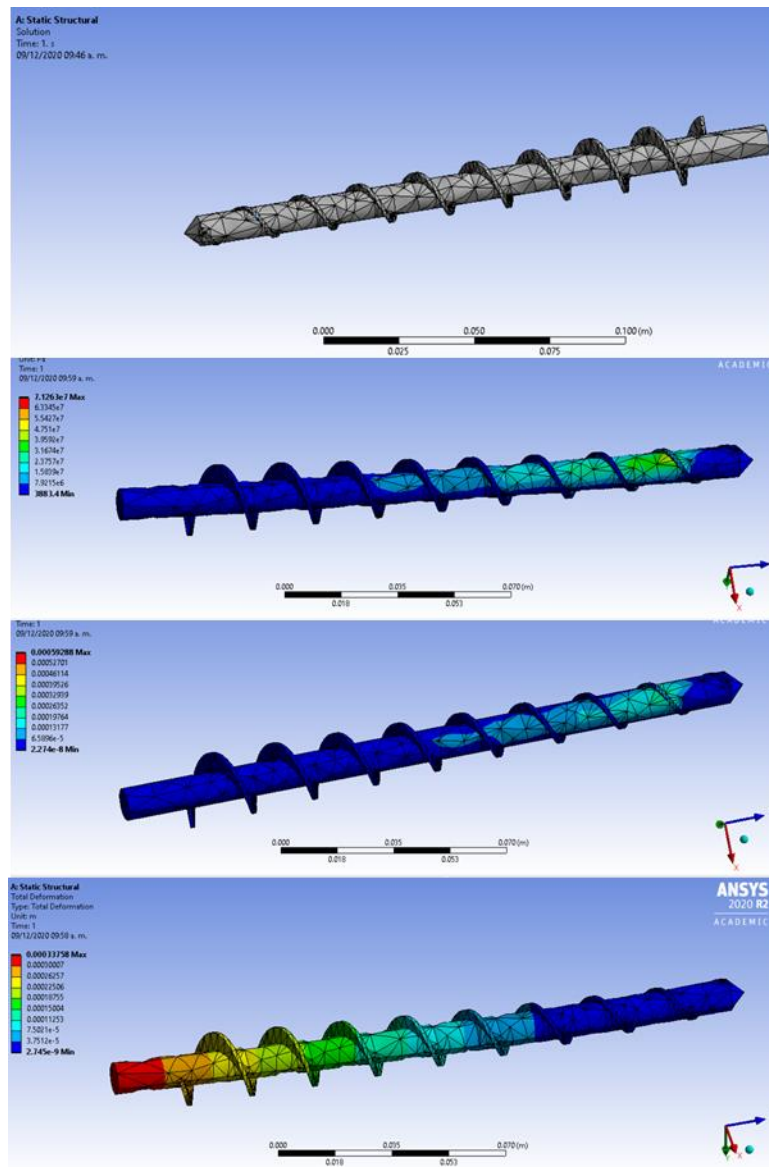 A: Static Structural
Solution
Time: 1. s
09/12/2020 09:46 a. m.
0.000 0.050 0.100 (m)
0.025 0.075
ACADEMIC
Time: 1
09/12/2020 09:59 a. m.
7.1263e7 Max
6.3345e7
5.5427e7
4.751e7
3.9592e7
3.1674e7
2.3757e7
1.5839e7
7.9215e6
3883.4 Min
0.000 0.035 0.070 (m)
0.018 0.053
X
Time: 1
09/12/2020 09:59 a. m.
0.00059288 Max
0.00052701
0.00046114
0.00039526
0.00032939
0.00026352
0.00019764
0.00013177
6.5896e-5
2.274e-8 Min
0.000 0.035 0.070 (m)
0.018 0.053
X
A: Static Structural
Total Deformation
Type: Total Deformation
Unit: m
Time: 1
09/12/2020 09:58 a. m.
ANSYS
2020 R2
ACADEMIC
0.00033758 Max
0.00030007
0.00026257
0.00022506
0.00018755
0.00015004
0.00011253
7.5021e-5
3.7512e-5
2.745e-9 Min
0.000 0.035 0.070 (m)
0.018 0.053
X